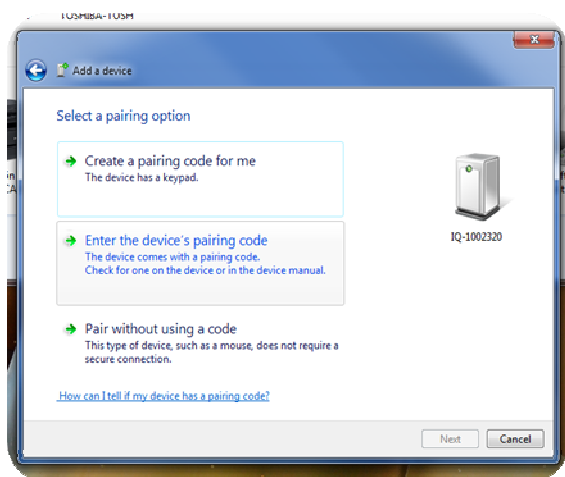 TOSHIBA-TOSH
Add a device
Select a pairing option
Create a pairing code for me
The device has a keypad.
Enter the device's pairing code
The device comes with a pairing code.
Check for one on the device or in the device manual.
IQ-1002320
Pair without using a code
This type of device, such as a mouse, does not require a
secure connection.
How can I tell if my device has a pairing code?
Next
Cancel